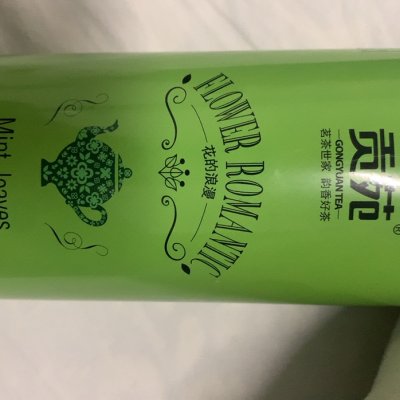 贡苑®
GONGYUAN TEA
茗茶世家 韵香好茶
FLOWER ROMANTIC
花的浪漫
Mint leaves